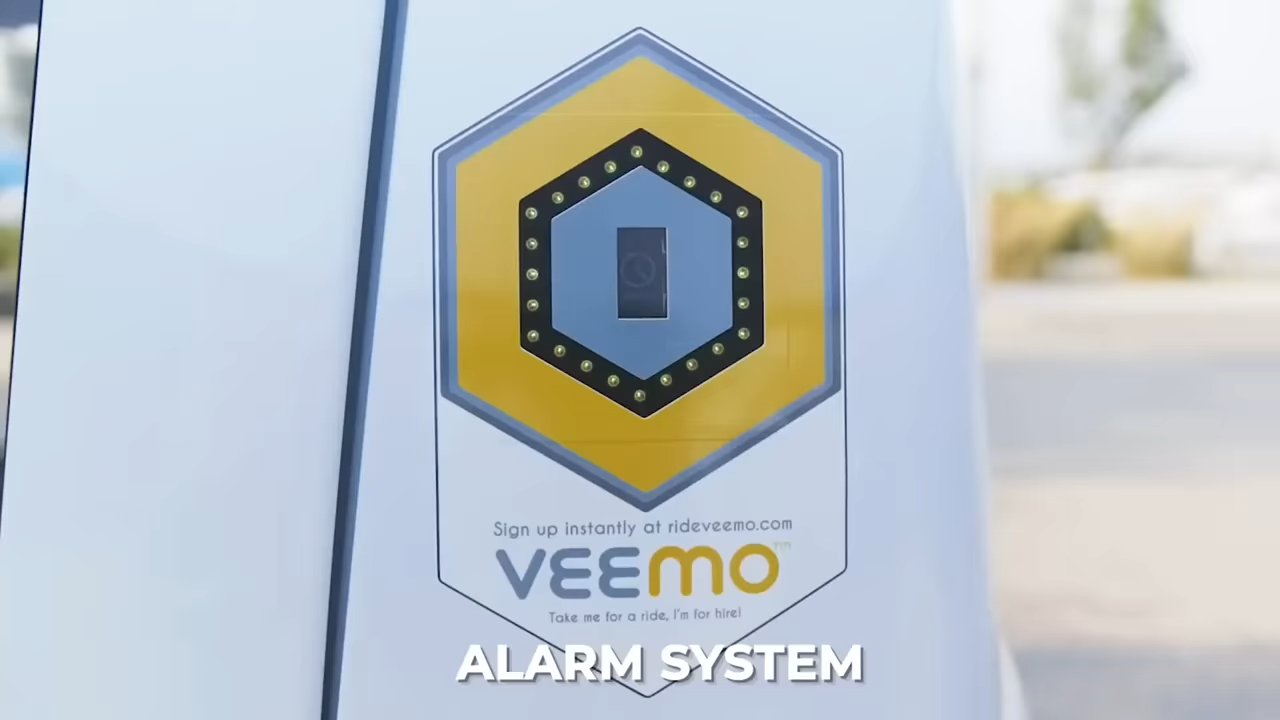 Sign up instantly at rideveemo.com
VEEMO™
Take me for a ride, I'm for hire!
ALARM SYSTEM